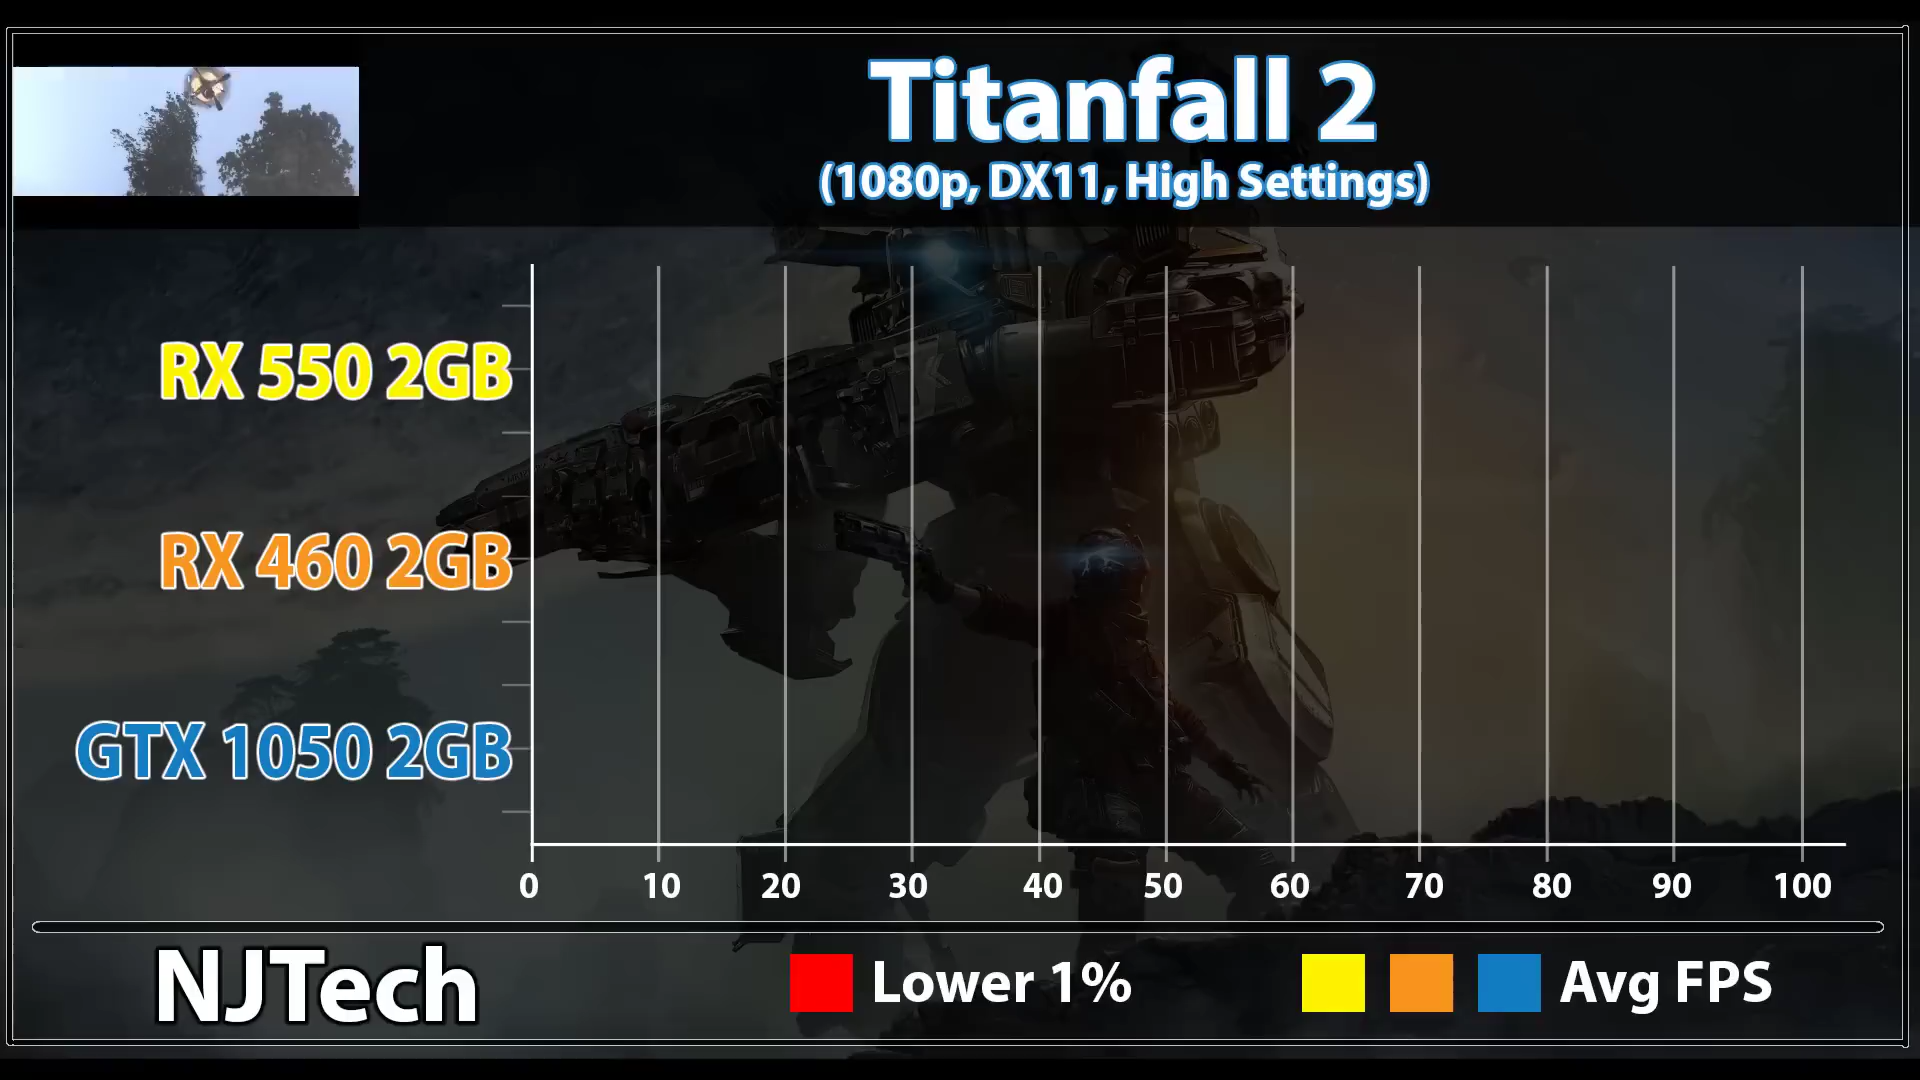 Titanfall 2
(1080p, DX11, High Settings)
RX 550 2GB
RX 460 2GB
GTX 1050 2GB
0 10 20 30 40 50 60 70 80 90 100
NJTech
Lower 1%
Avg FPS